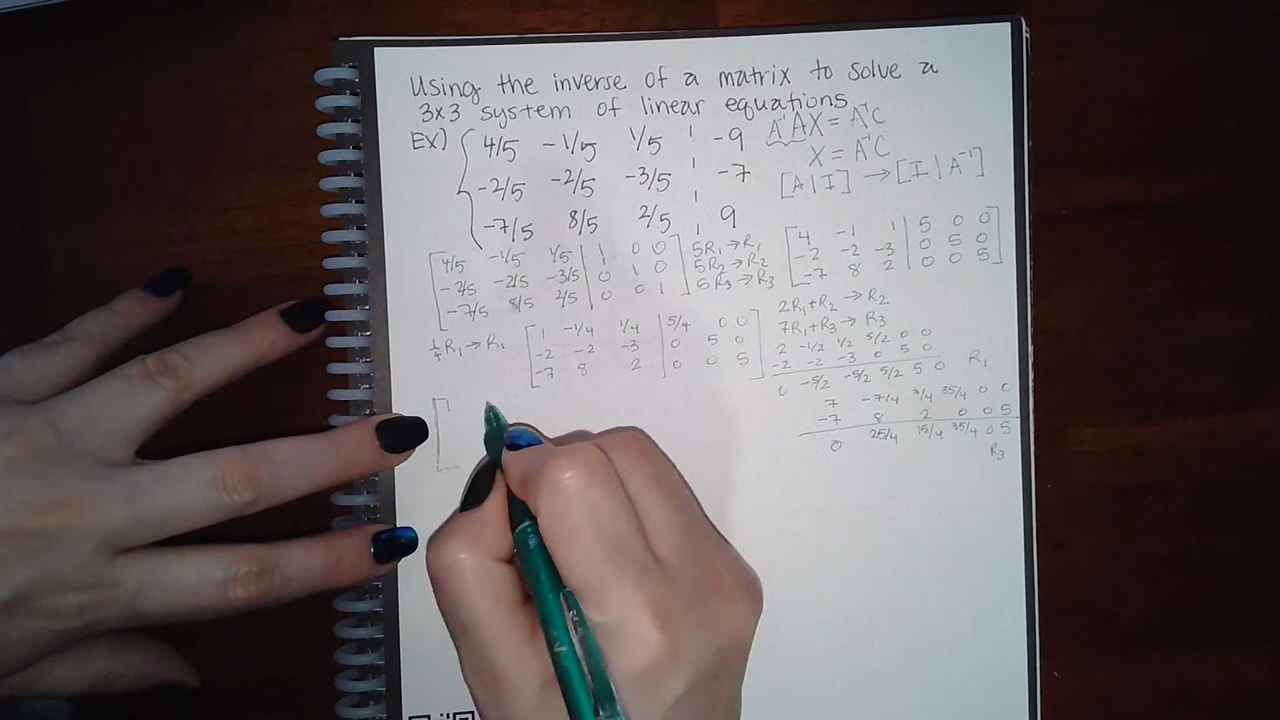 Using the inverse of a matrix to solve a
3x3 system of linear equations
EX) { 4/5 -1/5 1/5 | -9
-2/5 -2/5 -3/5 | -7
-7/5 8/5 2/5 | 9
A⁻¹AX = A⁻¹C
X = A⁻¹C
[A|I] → [I|A⁻¹]
[ 4/5 -1/5 1/5 | 1 0 0 ] 5R₁→R₁
-2/5 -2/5 -3/5 | 0 1 0 5R₂→R₂
-7/5 8/5 2/5 | 0 0 1 5R₃→R₃
[ 4 -1 1 | 5 0 0 ]
-2 -2 -3 | 0 5 0
-7 8 2 | 0 0 5
1/4 R₁→R₁ [ 1 -1/4 1/4 | 5/4 0 0 ]
-2 -2 -3 | 0 5 0
-7 8 2 | 0 0 5
2R₁+R₂ → R₂
7R₁+R₃ → R₃
2 -1/2 1/2 5/2 0 0
-2 -2 -3 0 5 0
0 -5/2 -5/2 5/2 5 0 R₁
7 -7/4 7/4 35/4 0 0
-7 8 2 0 0 5
0 25/4 15/4 35/4 0 5
R₃
[